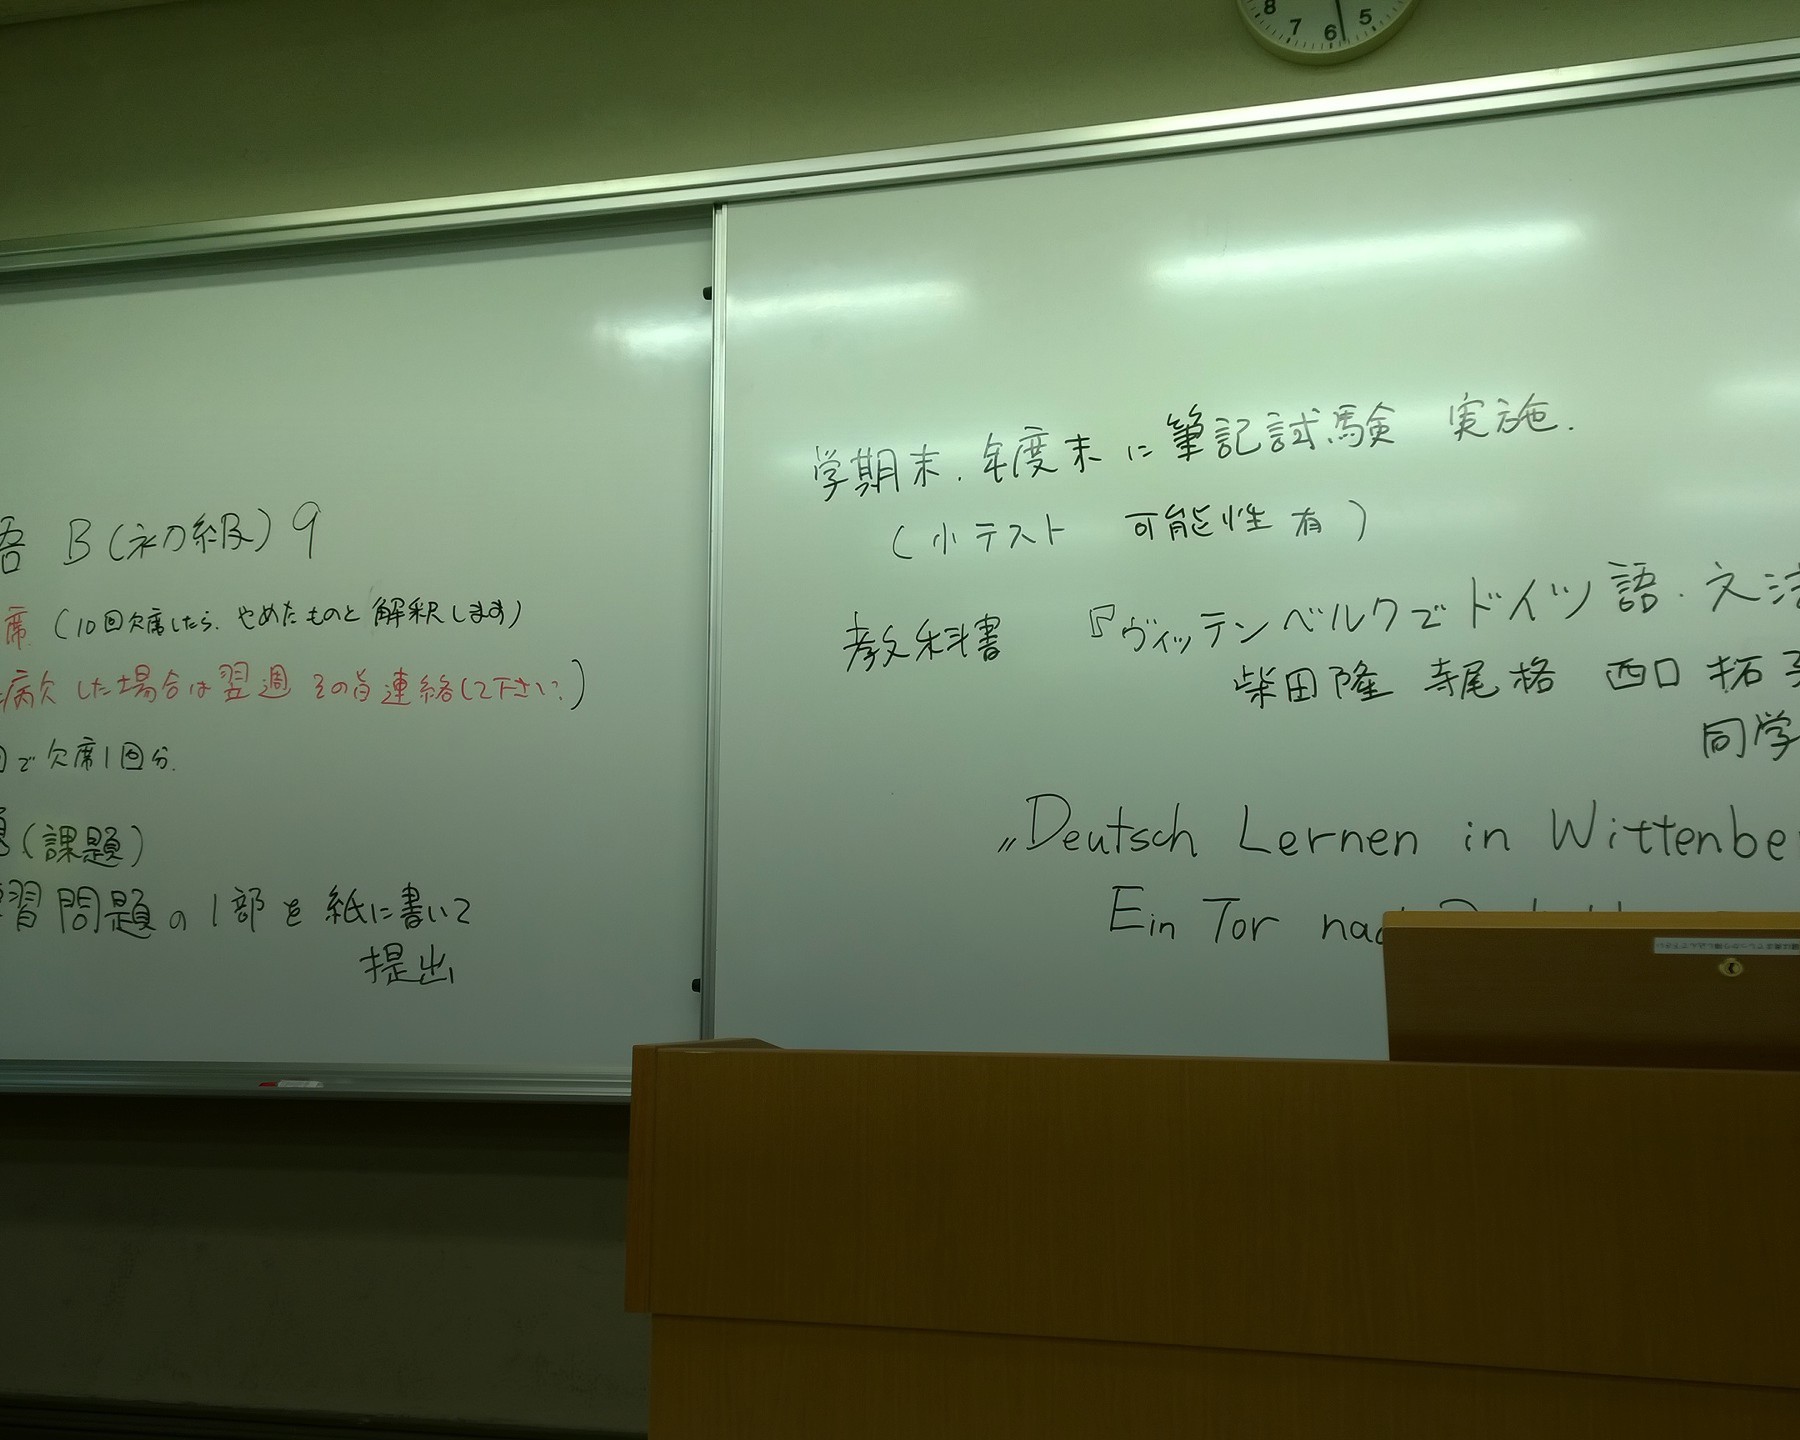 B(初級)9
席 (10回欠席したら、やめたものと解釈します)
病欠した場合は翌週その旨連絡して下さい。)
で欠席1回分.
(課題)
習問題の1部を紙に書いて
提出
学期末、年度末に筆記試験 実施.
(小テスト 可能性有)
教科書 『ヴィッテンベルクでドイツ語・文法
柴田隆 寺尾格 西口拓
同学
„Deutsch Lernen in Wittenbe
Ein Tor
8 7 6 5